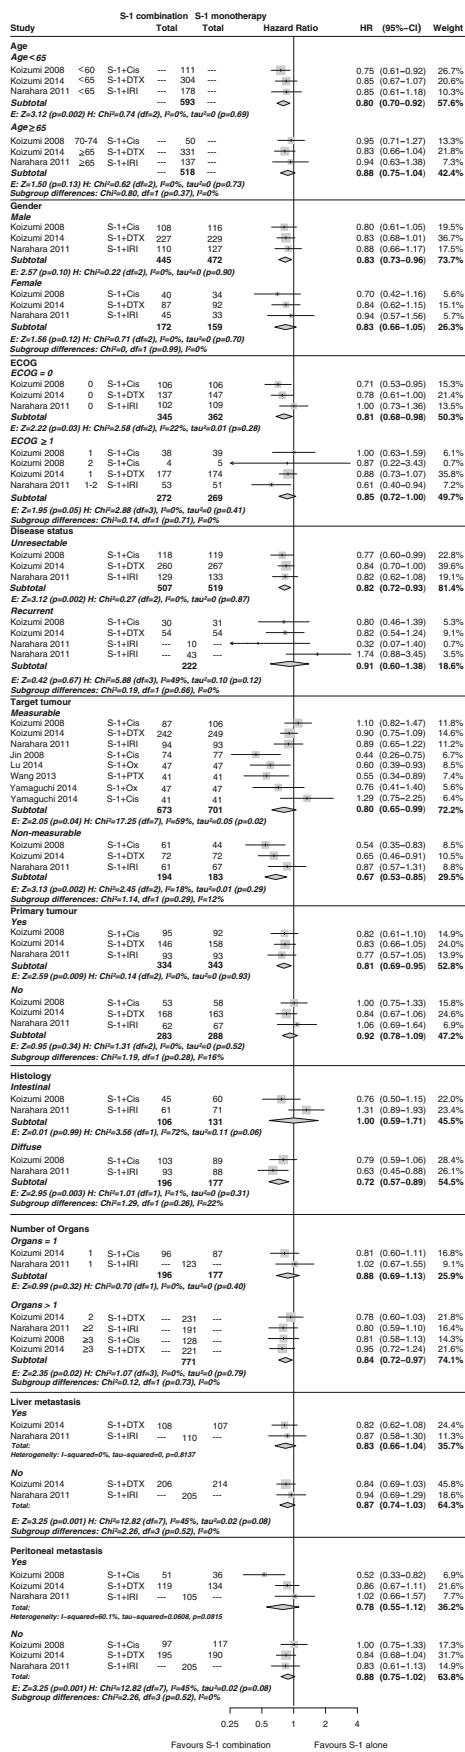 S-1 combination S-1 monotherapy
Study Total Total Hazard Ratio HR (95%−CI) Weight
Age
Age<65
Koizumi 2008 <60 S-1+Cis --- 111 --- 0.75 (0.61−0.92) 26.7%
Koizumi 2014 <65 S-1+DTX --- 304 --- 0.85 (0.67−1.07) 20.6%
Narahara 2011 <65 S-1+IRI --- 178 --- 0.85 (0.61−1.18) 10.3%
Subtotal --- 593 --- 0.80 (0.70−0.92) 57.6%
E: Z=3.12 (p=0.002) H: Chi²=0.74 (df=2), I²=0%, tau²=0 (p=0.69)
Age≥65
Koizumi 2008 70-74 S-1+Cis --- 50 --- 0.95 (0.71−1.27) 13.3%
Koizumi 2014 ≥65 S-1+DTX --- 331 --- 0.83 (0.66−1.04) 21.8%
Narahara 2011 ≥65 S-1+IRI --- 137 --- 0.94 (0.63−1.38) 7.3%
Subtotal --- 518 --- 0.88 (0.75−1.04) 42.4%
E: Z=1.50 (p=0.13) H: Chi²=0.62 (df=2), I²=0%, tau²=0 (p=0.73)
Subgroup differences: Chi²=0.80, df=1 (p=0.37), I²=0%
Gender
Male
Koizumi 2008 S-1+Cis 108 116 0.80 (0.61−1.05) 19.5%
Koizumi 2014 S-1+DTX 227 229 0.83 (0.68−1.01) 36.7%
Narahara 2011 S-1+IRI 110 127 0.88 (0.66−1.17) 17.5%
Subtotal 445 472 0.83 (0.73−0.96) 73.7%
E: 2.57 (p=0.10) H: Chi²=0.22 (df=2), I²=0%, tau²=0 (p=0.90)
Female
Koizumi 2008 S-1+Cis 40 34 0.70 (0.42−1.16) 5.6%
Koizumi 2014 S-1+DTX 87 92 0.84 (0.62−1.15) 15.1%
Narahara 2011 S-1+IRI 45 33 0.94 (0.57−1.56) 5.7%
Subtotal 172 159 0.83 (0.66−1.05) 26.3%
E: Z=1.56 (p=0.12) H: Chi²=0.71 (df=2), I²=0%, tau²=0 (p=0.70)
Subgroup differences: Chi²=0, df=1 (p=0.99), I²=0%
ECOG
ECOG = 0
Koizumi 2008 0 S-1+Cis 106 106 0.71 (0.53−0.95) 15.3%
Koizumi 2014 0 S-1+DTX 137 147 0.78 (0.61−1.00) 21.4%
Narahara 2011 0 S-1+IRI 102 109 1.00 (0.73−1.36) 13.5%
Subtotal 345 362 0.81 (0.68−0.98) 50.3%
E: Z=2.22 (p=0.03) H: Chi²=2.58 (df=2), I²=22%, tau²=0.01 (p=0.28)
ECOG ≥ 1
Koizumi 2008 1 S-1+Cis 38 39 1.00 (0.63−1.59) 6.1%
Koizumi 2008 2 S-1+Cis 4 5 0.87 (0.22−3.43) 0.7%
Koizumi 2014 1 S-1+DTX 177 174 0.88 (0.73−1.07) 35.8%
Narahara 2011 1-2 S-1+IRI 53 51 0.61 (0.40−0.94) 7.2%
Subtotal 272 269 0.85 (0.72−1.00) 49.7%
E: Z=1.95 (p=0.05) H: Chi²=2.88 (df=3), I²=0%, tau²=0 (p=0.41)
Subgroup differences: Chi²=0.14, df=1 (p=0.71), I²=0%
Disease status
Unresectable
Koizumi 2008 S-1+Cis 118 119 0.77 (0.60−0.99) 22.8%
Koizumi 2014 S-1+DTX 260 267 0.84 (0.70−1.00) 39.6%
Narahara 2011 S-1+IRI 129 133 0.82 (0.62−1.08) 19.1%
Subtotal 507 519 0.82 (0.72−0.93) 81.4%
E: Z=3.12 (p=0.002) H: Chi²=0.27 (df=2), I²=0%, tau²=0 (p=0.87)
Recurrent
Koizumi 2008 S-1+Cis 30 31 0.80 (0.46−1.39) 5.3%
Koizumi 2014 S-1+DTX 54 54 0.82 (0.54−1.24) 9.1%
Narahara 2011 S-1+IRI --- 10 --- 0.32 (0.07−1.40) 0.7%
Narahara 2011 S-1+IRI --- 43 --- 1.74 (0.88−3.45) 3.5%
Subtotal 222 0.91 (0.60−1.38) 18.6%
E: Z=0.42 (p=0.67) H: Chi²=5.88 (df=3), I²=49%, tau²=0.10 (p=0.12)
Subgroup differences: Chi²=0.19, df=1 (p=0.66), I²=0%
Target tumour
Measurable
Koizumi 2008 S-1+Cis 87 106 1.10 (0.82−1.47) 11.8%
Koizumi 2014 S-1+DTX 242 249 0.90 (0.75−1.09) 14.6%
Narahara 2011 S-1+IRI 94 93 0.89 (0.65−1.22) 11.2%
Jin 2008 S-1+Cis 74 77 0.44 (0.26−0.75) 6.7%
Lu 2014 S-1+Ox 47 47 0.60 (0.39−0.93) 8.5%
Wang 2013 S-1+PTX 41 41 0.55 (0.34−0.89) 7.4%
Yamaguchi 2014 S-1+Ox 47 47 0.76 (0.41−1.40) 5.6%
Yamaguchi 2014 S-1+Cis 41 41 1.29 (0.75−2.25) 6.4%
Subtotal 673 701 0.80 (0.65−0.99) 72.2%
E: Z=2.05 (p=0.04) H: Chi²=17.25 (df=7), I²=59%, tau²=0.05 (p=0.02)
Non-measurable
Koizumi 2008 S-1+Cis 61 44 0.54 (0.35−0.83) 8.5%
Koizumi 2014 S-1+DTX 72 72 0.65 (0.46−0.91) 10.5%
Narahara 2011 S-1+IRI 61 67 0.87 (0.57−1.31) 8.8%
Subtotal 194 183 0.67 (0.53−0.85) 29.5%
E: Z=3.13 (p=0.002) H: Chi²=2.45 (df=2), I²=18%, tau²=0.01 (p=0.29)
Subgroup differences: Chi²=1.14, df=1 (p=0.29), I²=12%
Primary tumour
Yes
Koizumi 2008 S-1+Cis 95 92 0.82 (0.61−1.10) 14.9%
Koizumi 2014 S-1+DTX 146 158 0.83 (0.66−1.05) 24.0%
Narahara 2011 S-1+IRI 93 93 0.77 (0.57−1.05) 13.9%
Subtotal 334 343 0.81 (0.69−0.95) 52.8%
E: Z=2.59 (p=0.009) H: Chi²=0.14 (df=2), I²=0%, tau²=0 (p=0.93)
No
Koizumi 2008 S-1+Cis 53 58 1.00 (0.75−1.33) 15.8%
Koizumi 2014 S-1+DTX 168 163 0.84 (0.67−1.06) 24.6%
Narahara 2011 S-1+IRI 62 67 1.06 (0.69−1.64) 6.9%
Subtotal 283 288 0.92 (0.78−1.09) 47.2%
E: Z=0.95 (p=0.34) H: Chi²=1.31 (df=2), I²=0%, tau²=0 (p=0.52)
Subgroup differences: Chi²=1.19, df=1 (p=0.28), I²=16%
Histology
Intestinal
Koizumi 2008 S-1+Cis 45 60 0.76 (0.50−1.15) 22.0%
Narahara 2011 S-1+IRI 61 71 1.31 (0.89−1.93) 23.4%
Subtotal 106 131 1.00 (0.59−1.71) 45.5%
E: Z=0.01 (p=0.99) H: Chi²=3.56 (df=1), I²=72%, tau²=0.11 (p=0.06)
Diffuse
Koizumi 2008 S-1+Cis 103 89 0.79 (0.59−1.06) 28.4%
Narahara 2011 S-1+IRI 93 88 0.63 (0.45−0.88) 26.1%
Subtotal 196 177 0.72 (0.57−0.89) 54.5%
E: Z=2.95 (p=0.003) H: Chi²=1.01 (df=1), I²=1%, tau²=0 (p=0.31)
Subgroup differences: Chi²=1.29, df=1 (p=0.26), I²=22%
Number of Organs
Organs = 1
Koizumi 2014 1 S-1+Cis 96 87 0.81 (0.60−1.11) 16.8%
Narahara 2011 1 S-1+IRI --- 123 --- 1.02 (0.67−1.55) 9.1%
Subtotal 196 177 0.88 (0.69−1.13) 25.9%
E: Z=0.99 (p=0.32) H: Chi²=0.70 (df=1), I²=0%, tau²=0 (p=0.40)
Organs > 1
Koizumi 2014 2 S-1+DTX --- 231 --- 0.78 (0.60−1.03) 21.8%
Narahara 2011 ≥2 S-1+IRI --- 191 --- 0.80 (0.59−1.10) 16.4%
Koizumi 2008 ≥3 S-1+Cis --- 128 --- 0.81 (0.58−1.13) 14.3%
Koizumi 2014 ≥3 S-1+DTX --- 221 --- 0.95 (0.72−1.24) 21.6%
Subtotal 771 0.84 (0.72−0.97) 74.1%
E: Z=2.35 (p=0.02) H: Chi²=1.07 (df=3), I²=0%, tau²=0 (p=0.79)
Subgroup differences: Chi²=0.12, df=1 (p=0.73), I²=0%
Liver metastasis
Yes
Koizumi 2014 S-1+DTX 108 107 0.82 (0.62−1.08) 24.4%
Narahara 2011 S-1+IRI --- 110 --- 0.87 (0.58−1.30) 11.3%
Total: 0.83 (0.66−1.04) 35.7%
Heterogeneity: I−squared=0%, tau−squared=0, p=0.8137
No
Koizumi 2014 S-1+DTX 206 214 0.84 (0.69−1.03) 45.8%
Narahara 2011 S-1+IRI --- 205 --- 0.94 (0.69−1.29) 18.6%
Total: 0.87 (0.74−1.03) 64.3%
E: Z=3.25 (p=0.001) H: Chi²=12.82 (df=7), I²=45%, tau²=0.02 (p=0.08)
Subgroup differences: Chi²=2.26, df=3 (p=0.52), I²=0%
Peritoneal metastasis
Yes
Koizumi 2008 S-1+Cis 51 36 0.52 (0.33−0.82) 6.9%
Koizumi 2014 S-1+DTX 119 134 0.86 (0.67−1.11) 21.6%
Narahara 2011 S-1+IRI --- 105 --- 1.02 (0.66−1.57) 7.7%
Total: 0.78 (0.55−1.12) 36.2%
Heterogeneity: I−squared=60.1%, tau−squared=0.0608, p=0.0815
No
Koizumi 2008 S-1+Cis 97 117 1.00 (0.75−1.33) 17.3%
Koizumi 2014 S-1+DTX 195 190 0.84 (0.68−1.04) 31.7%
Narahara 2011 S-1+IRI --- 205 --- 0.83 (0.61−1.13) 14.9%
Total: 0.88 (0.75−1.02) 63.8%
E: Z=3.25 (p=0.001) H: Chi²=12.82 (df=7), I²=45%, tau²=0.02 (p=0.08)
Subgroup differences: Chi²=2.26, df=3 (p=0.52), I²=0%
0.25 0.5 1 2 4
Favours S-1 combination Favours S-1 alone